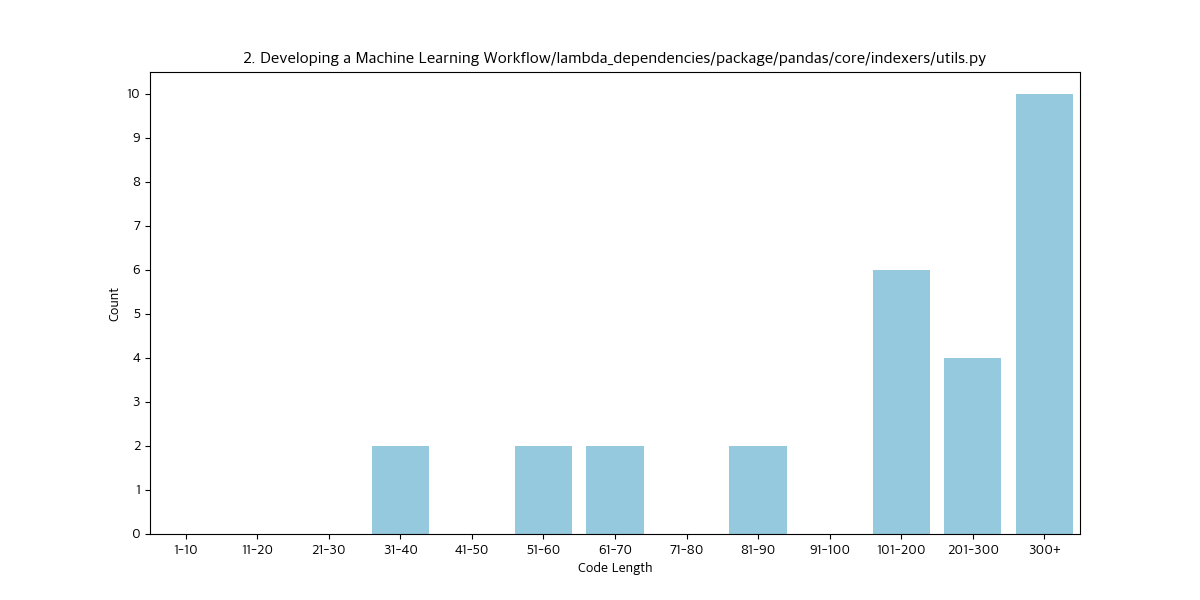 2. Developing a Machine Learning Workflow/lambda_dependencies/package/pandas/core/indexers/utils.py
10
9
8
7
6
5
4
3
2
1
0
Count
1-10 11-20 21-30 31-40 41-50 51-60 61-70 71-80 81-90 91-100 101-200 201-300 300+
Code Length